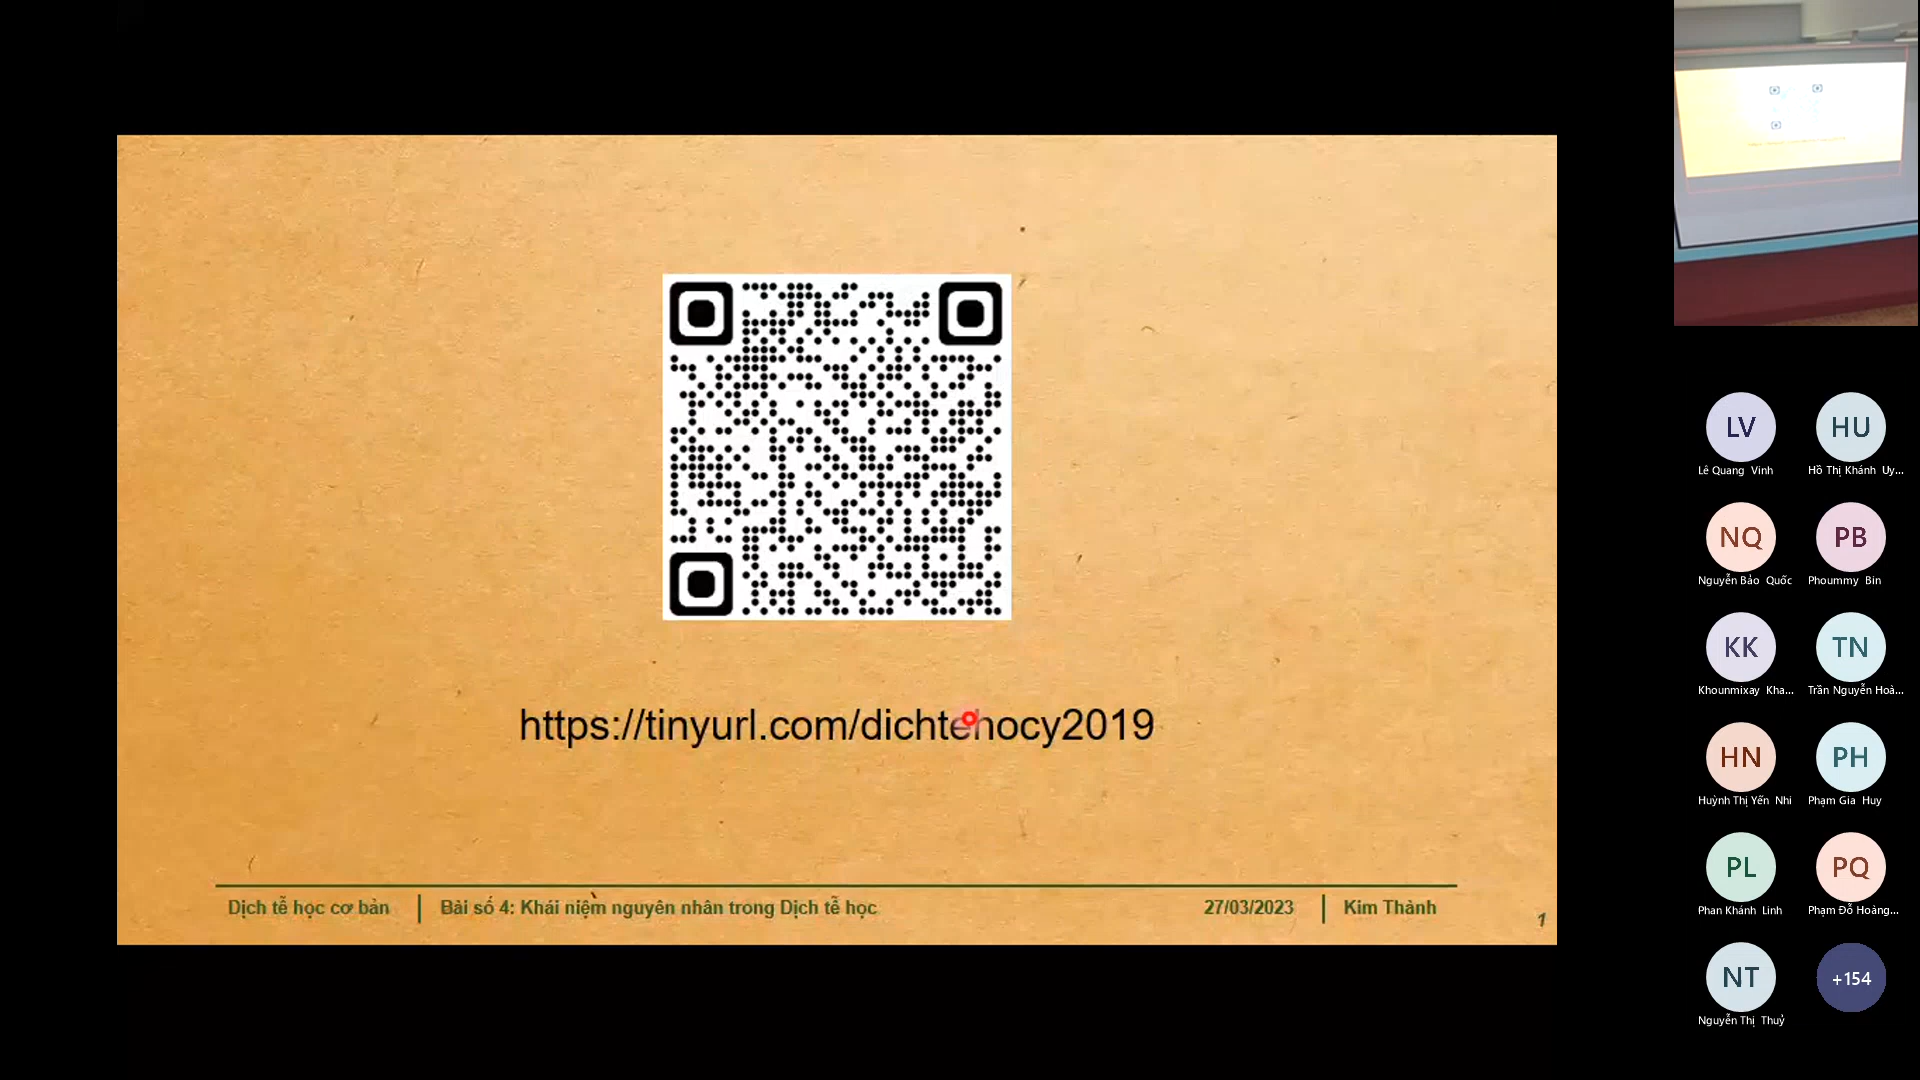 https://tinyurl.com/dichtehocy2019
Dịch tễ học cơ bản
Bài số 4: Khái niệm nguyên nhân trong Dịch tễ học
27/03/2023
Kim Thành
1
LV
HU
Lê Quang Vinh
Hồ Thị Khánh Uy...
NQ
PB
Nguyễn Bảo Quốc
Phoummy Bin
KK
TN
Khounmixay Kha...
Trần Nguyễn Hoà...
HN
PH
Huỳnh Thị Yến Nhi
Phạm Gia Huy
PL
PQ
Phan Khánh Linh
Phạm Đỗ Hoàng...
NT
+154
Nguyễn Thị Thuỷ